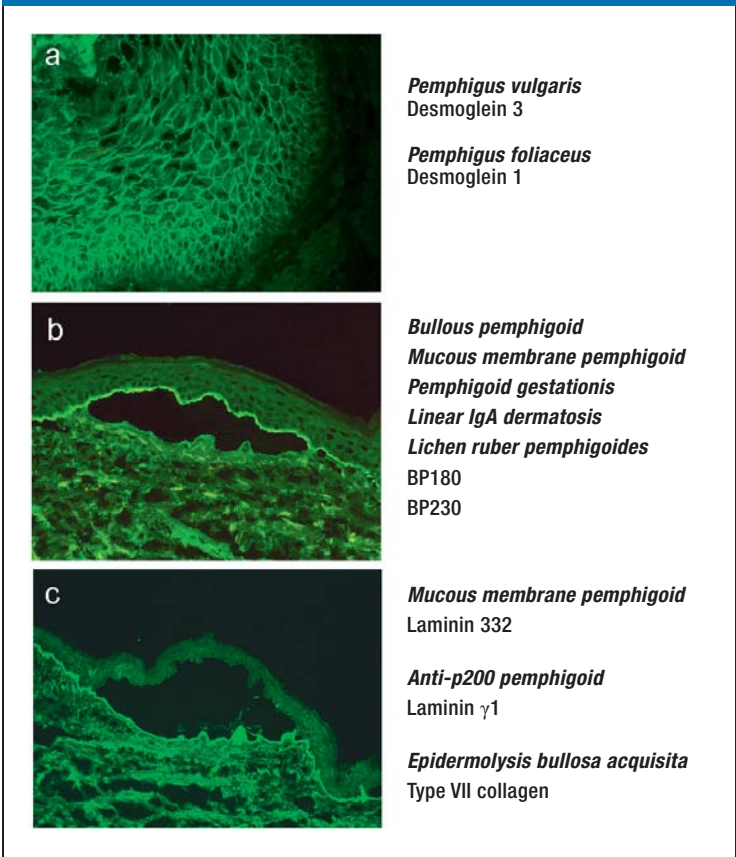 a
Pemphigus vulgaris
Desmoglein 3
Pemphigus foliaceus
Desmoglein 1
b
Bullous pemphigoid
Mucous membrane pemphigoid
Pemphigoid gestationis
Linear IgA dermatosis
Lichen ruber pemphigoides
BP180
BP230
c
Mucous membrane pemphigoid
Laminin 332
Anti-p200 pemphigoid
Laminin γ1
Epidermolysis bullosa acquisita
Type VII collagen